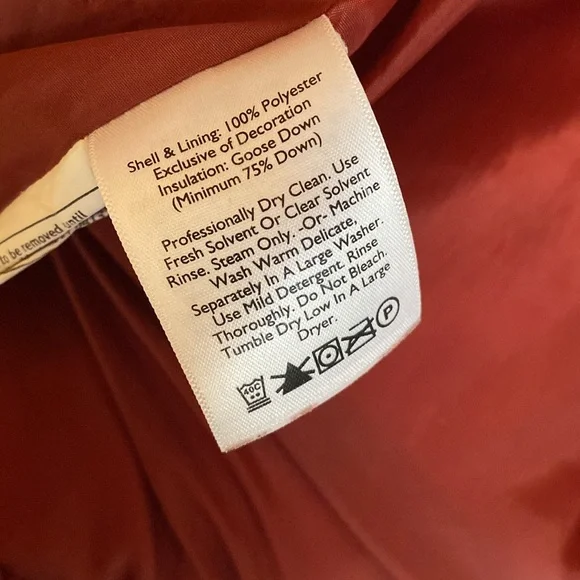 Shell & Lining: 100% Polyester
Exclusive of Decoration
Insulation: Goose Down
(Minimum 75% Down)
Professionally Dry Clean. Use
Fresh Solvent Or Clear Solvent
Rinse. Steam Only. -Or- Machine
Wash Warm Delicate,
Separately In A Large Washer.
Use Mild Detergent. Rinse
Thoroughly. Do Not Bleach.
Tumble Dry Low In A Large
Dryer.
40C
P
to be removed until